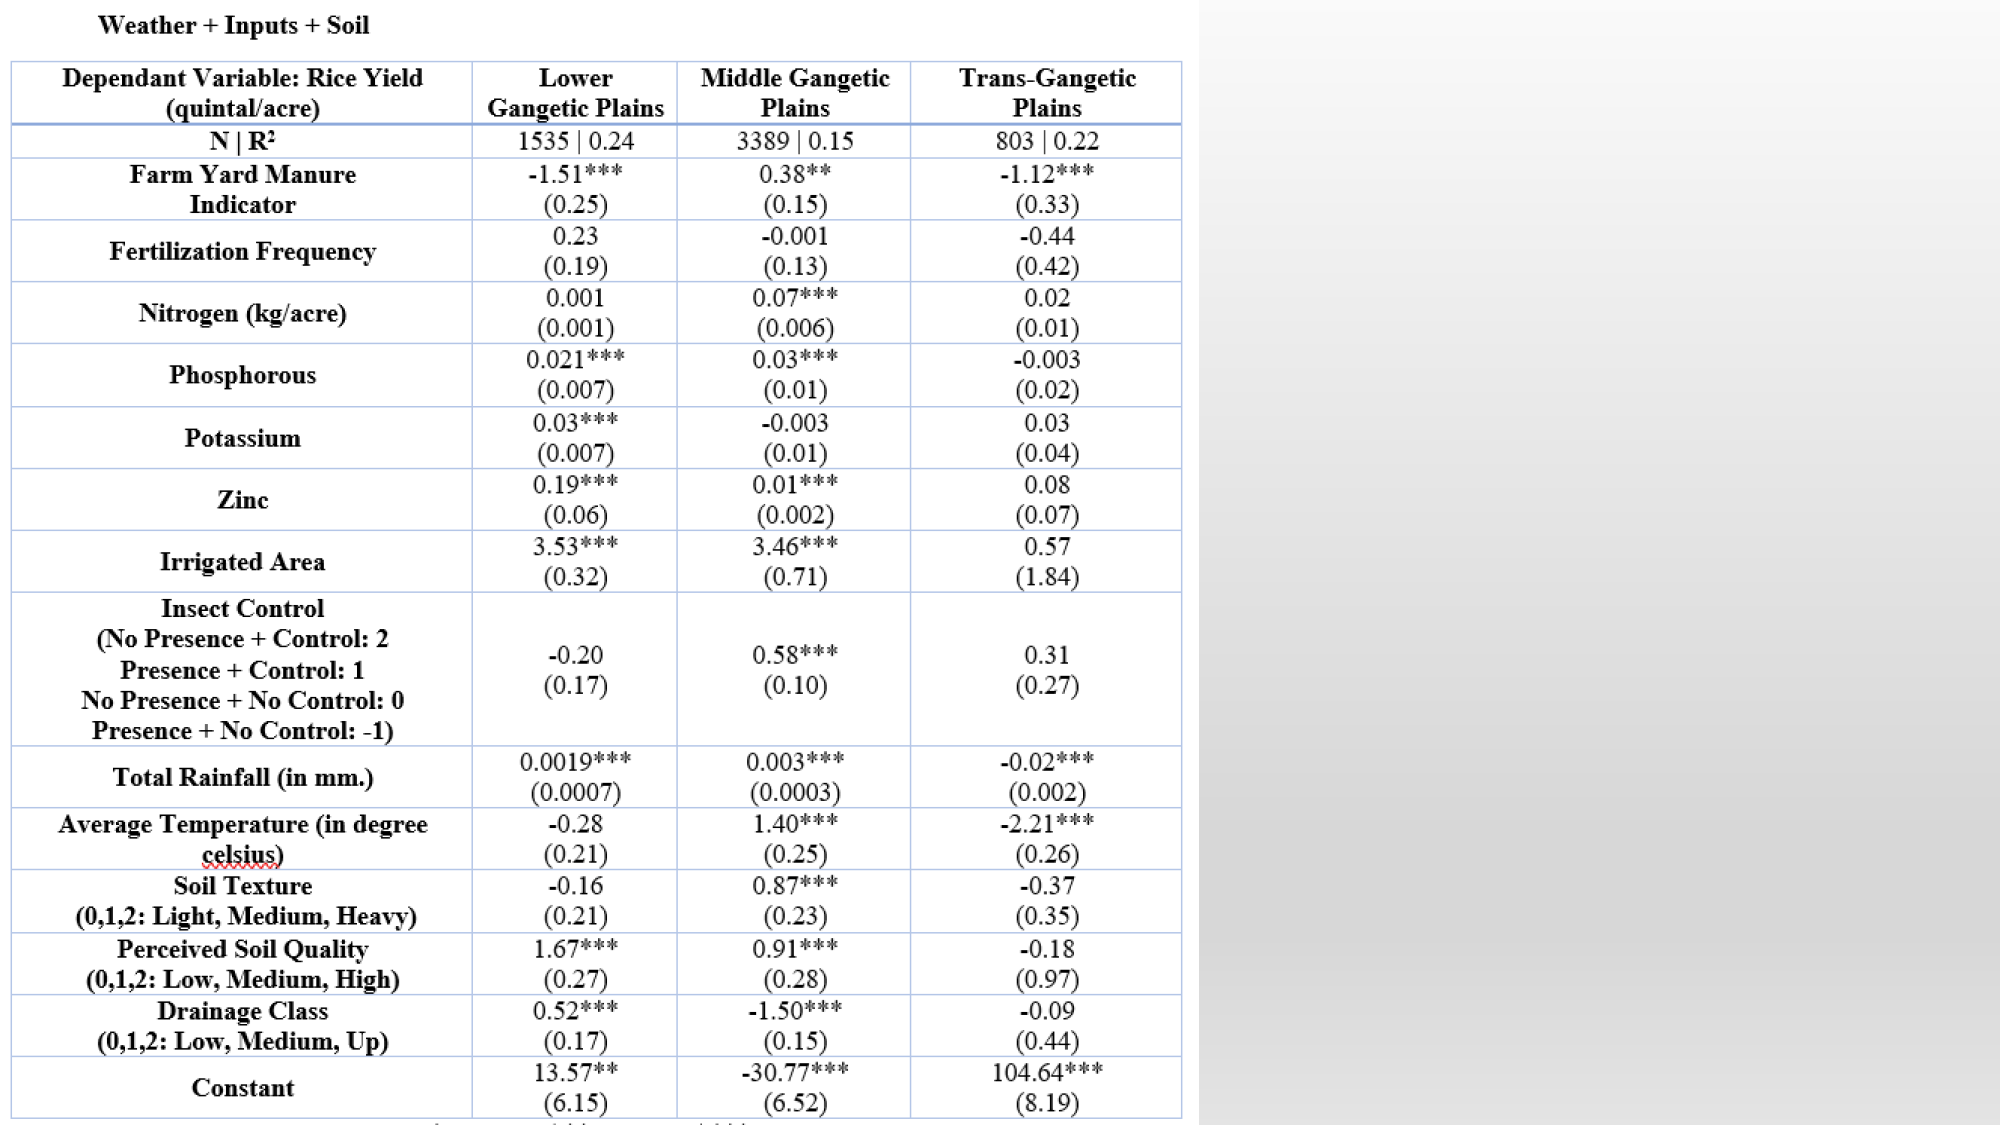 Weather + Inputs + Soil
Dependant Variable: Rice Yield (quintal/acre) | Lower Gangetic Plains | Middle Gangetic Plains | Trans-Gangetic Plains
N | R² | 1535 | 0.24 | 3389 | 0.15 | 803 | 0.22
Farm Yard Manure Indicator | -1.51*** (0.25) | 0.38** (0.15) | -1.12*** (0.33)
Fertilization Frequency | 0.23 (0.19) | -0.001 (0.13) | -0.44 (0.42)
Nitrogen (kg/acre) | 0.001 (0.001) | 0.07*** (0.006) | 0.02 (0.01)
Phosphorous | 0.021*** (0.007) | 0.03*** (0.01) | -0.003 (0.02)
Potassium | 0.03*** (0.007) | -0.003 (0.01) | 0.03 (0.04)
Zinc | 0.19*** (0.06) | 0.01*** (0.002) | 0.08 (0.07)
Irrigated Area | 3.53*** (0.32) | 3.46*** (0.71) | 0.57 (1.84)
Insect Control (No Presence + Control: 2 Presence + Control: 1 No Presence + No Control: 0 Presence + No Control: -1) | -0.20 (0.17) | 0.58*** (0.10) | 0.31 (0.27)
Total Rainfall (in mm.) | 0.0019*** (0.0007) | 0.003*** (0.0003) | -0.02*** (0.002)
Average Temperature (in degree celsius) | -0.28 (0.21) | 1.40*** (0.25) | -2.21*** (0.26)
Soil Texture (0,1,2: Light, Medium, Heavy) | -0.16 (0.21) | 0.87*** (0.23) | -0.37 (0.35)
Perceived Soil Quality (0,1,2: Low, Medium, High) | 1.67*** (0.27) | 0.91*** (0.28) | -0.18 (0.97)
Drainage Class (0,1,2: Low, Medium, Up) | 0.52*** (0.17) | -1.50*** (0.15) | -0.09 (0.44)
Constant | 13.57** (6.15) | -30.77*** (6.52) | 104.64*** (8.19)